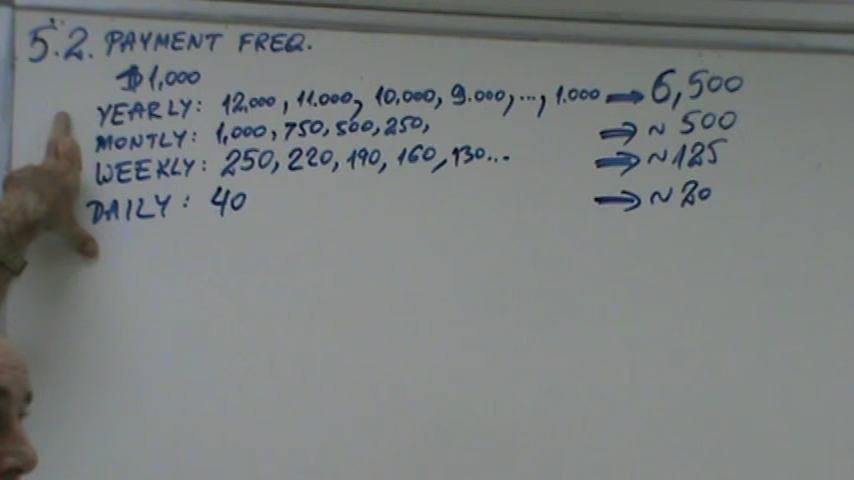 5.2. PAYMENT FREQ.
$1,000
YEARLY: 12.000, 11.000, 10.000, 9.000, ..., 1.000 → 6,500
MONTLY: 1,000, 750, 500, 250, ⇒ ~ 500
WEEKLY: 250, 220, 190, 160, 130... ⇒ ~ 125
DAILY: 40 ⇒ ~ 20